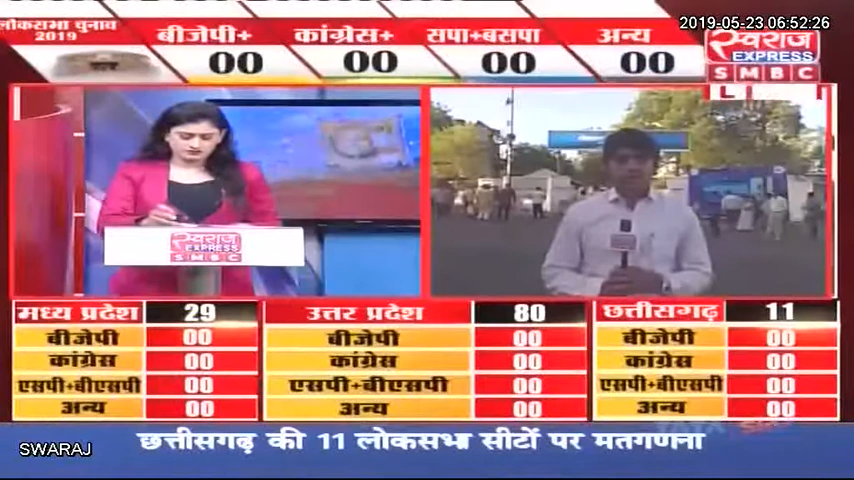 2019-05-23 06:52:26
लोकसभा चुनाव
2019
बीजेपी+ कांग्रेस+ सपा+बसपा अन्य
00 00 00 00
स्वराज
EXPRESS
SMBC
LIVE
स्वराज
EXPRESS
SMBC
मध्य प्रदेश 29
बीजेपी 00
कांग्रेस 00
एसपी+बीएसपी 00
अन्य 00
उत्तर प्रदेश 80
बीजेपी 00
कांग्रेस 00
एसपी+बीएसपी 00
अन्य 00
छत्तीसगढ़ 11
बीजेपी 00
कांग्रेस 00
एसपी+बीएसपी 00
अन्य 00
छत्तीसगढ़ की 11 लोकसभा सीटों पर मतगणना
SWARAJ